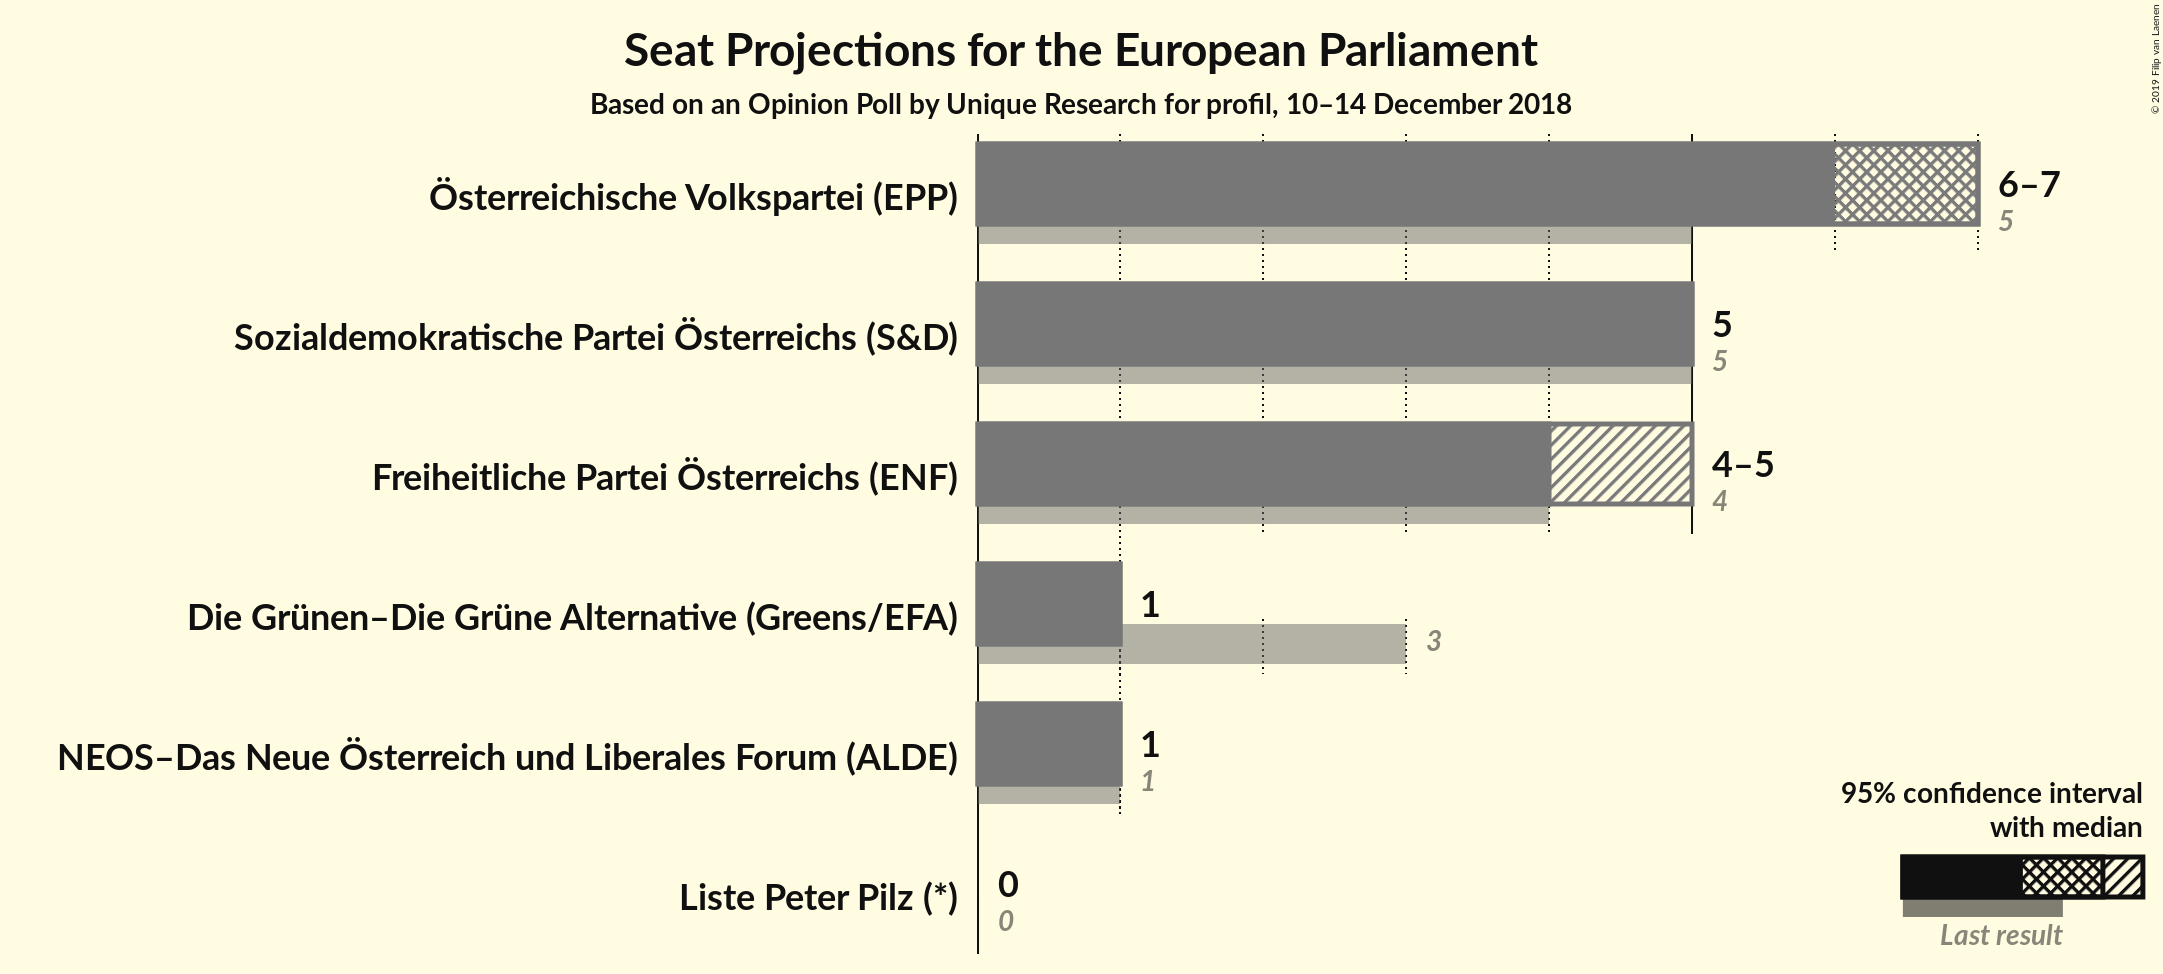 Seat Projections for the European Parliament
Based on an Opinion Poll by Unique Research for profil, 10–14 December 2018
© 2019 Filip van Laenen
Österreichische Volkspartei (EPP)
6–7
5
Sozialdemokratische Partei Österreichs (S&D)
5
5
Freiheitliche Partei Österreichs (ENF)
4–5
4
Die Grünen–Die Grüne Alternative (Greens/EFA)
1
3
NEOS–Das Neue Österreich und Liberales Forum (ALDE)
1
1
Liste Peter Pilz (*)
0
0
95% confidence interval
with median
Last result